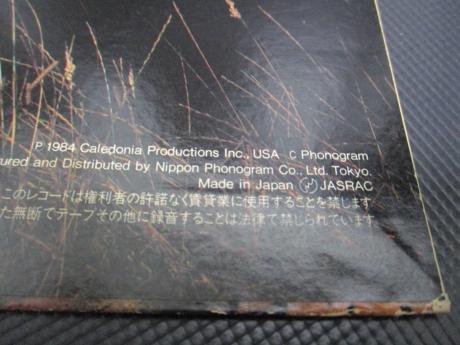 P 1984 Caledonia Productions Inc., USA C Phonogram
ured and Distributed by Nippon Phonogram Co., Ltd. Tokyo.
Made in Japan JASRAC
このレコードは権利者の許諾なく賃貸業に使用することを禁じます
た無断でテープその他に録音することは法律で禁じられています